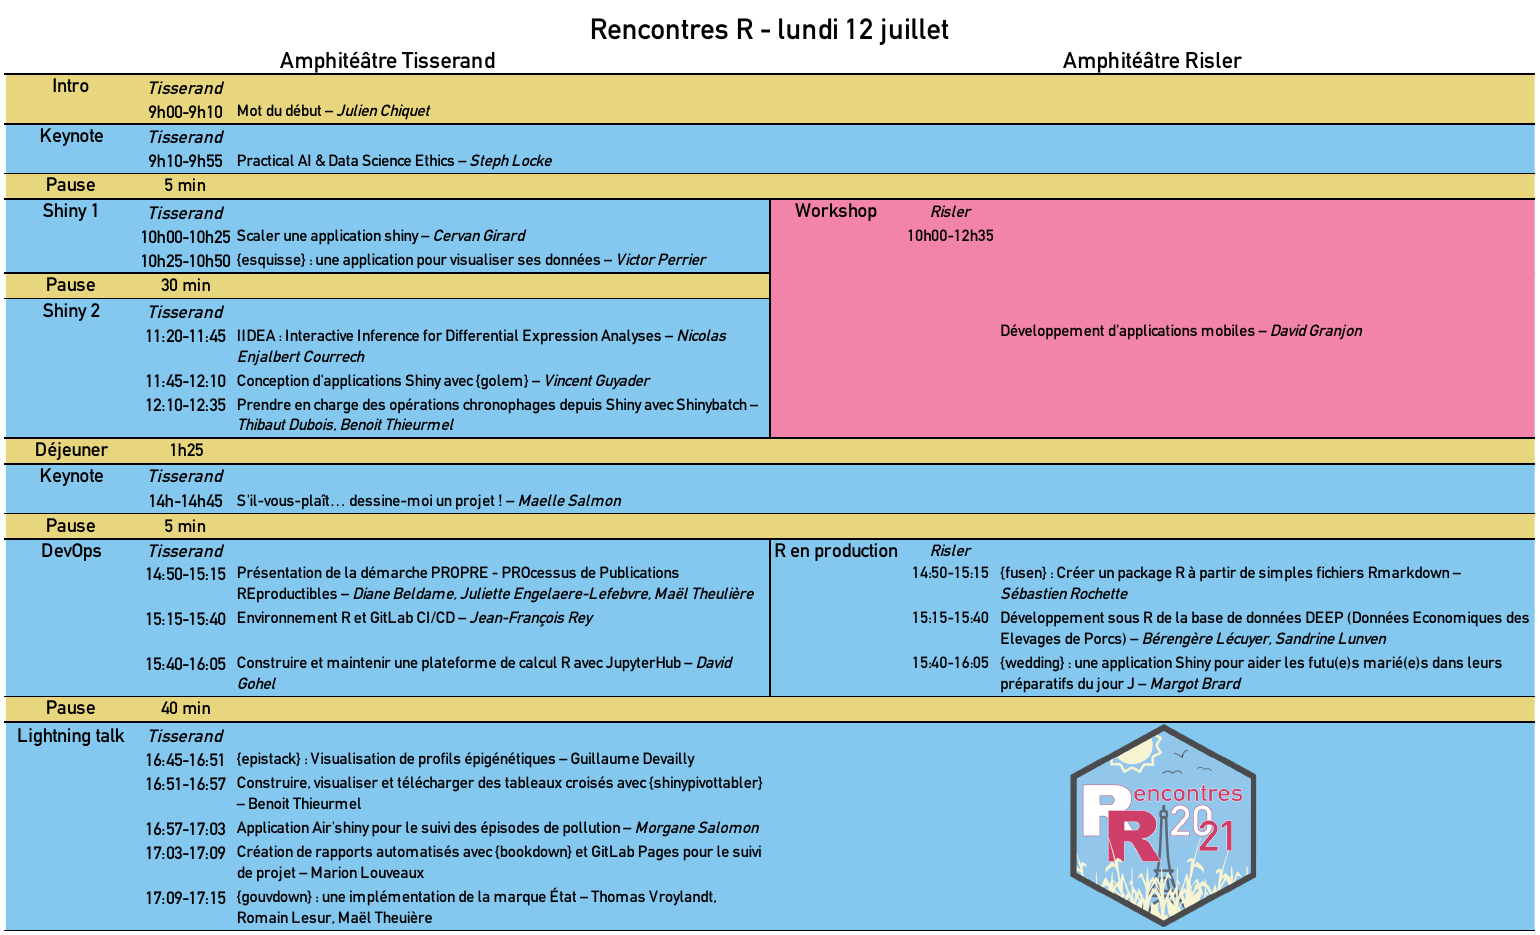 Rencontres R - lundi 12 juillet
Amphitéâtre Tisserand
Amphitéâtre Risler
Intro Tisserand
9h00-9h10 Mot du début – Julien Chiquet
Keynote Tisserand
9h10-9h55 Practical AI & Data Science Ethics – Steph Locke
Pause 5 min
Shiny 1 Tisserand
10h00-10h25 Scaler une application shiny – Cervan Girard
10h25-10h50 {esquisse} : une application pour visualiser ses données – Victor Perrier
Pause 30 min
Shiny 2 Tisserand
11:20-11:45 IIDEA : Interactive Inference for Differential Expression Analyses – Nicolas
Enjalbert Courrech
11:45-12:10 Conception d'applications Shiny avec {golem} – Vincent Guyader
12:10-12:35 Prendre en charge des opérations chronophages depuis Shiny avec Shinybatch –
Thibaut Dubois, Benoit Thieurmel
Workshop Risler
10h00-12h35
Développement d'applications mobiles – David Granjon
Déjeuner 1h25
Keynote Tisserand
14h-14h45 S'il-vous-plaît… dessine-moi un projet ! – Maelle Salmon
Pause 5 min
DevOps Tisserand
14:50-15:15 Présentation de la démarche PROPRE - PROcessus de Publications
REproductibles – Diane Beldame, Juliette Engelaere-Lefebvre, Maël Theulière
15:15-15:40 Environnement R et GitLab CI/CD – Jean-François Rey
15:40-16:05 Construire et maintenir une plateforme de calcul R avec JupyterHub – David
Gohel
R en production Risler
14:50-15:15 {fusen} : Créer un package R à partir de simples fichiers Rmarkdown –
Sébastien Rochette
15:15-15:40 Développement sous R de la base de données DEEP (Données Economiques des
Elevages de Porcs) – Bérengère Lécuyer, Sandrine Lunven
15:40-16:05 {wedding} : une application Shiny pour aider les futu(e)s marié(e)s dans leurs
préparatifs du jour J – Margot Brard
Pause 40 min
Lightning talk Tisserand
16:45-16:51 {epistack} : Visualisation de profils épigénétiques – Guillaume Devailly
16:51-16:57 Construire, visualiser et télécharger des tableaux croisés avec {shinypivottabler}
– Benoit Thieurmel
16:57-17:03 Application Air'shiny pour le suivi des épisodes de pollution – Morgane Salomon
17:03-17:09 Création de rapports automatisés avec {bookdown} et GitLab Pages pour le suivi
de projet – Marion Louveaux
17:09-17:15 {gouvdown} : une implémentation de la marque État – Thomas Vroylandt,
Romain Lesur, Maël Theuière
Rencontres
R 20
21